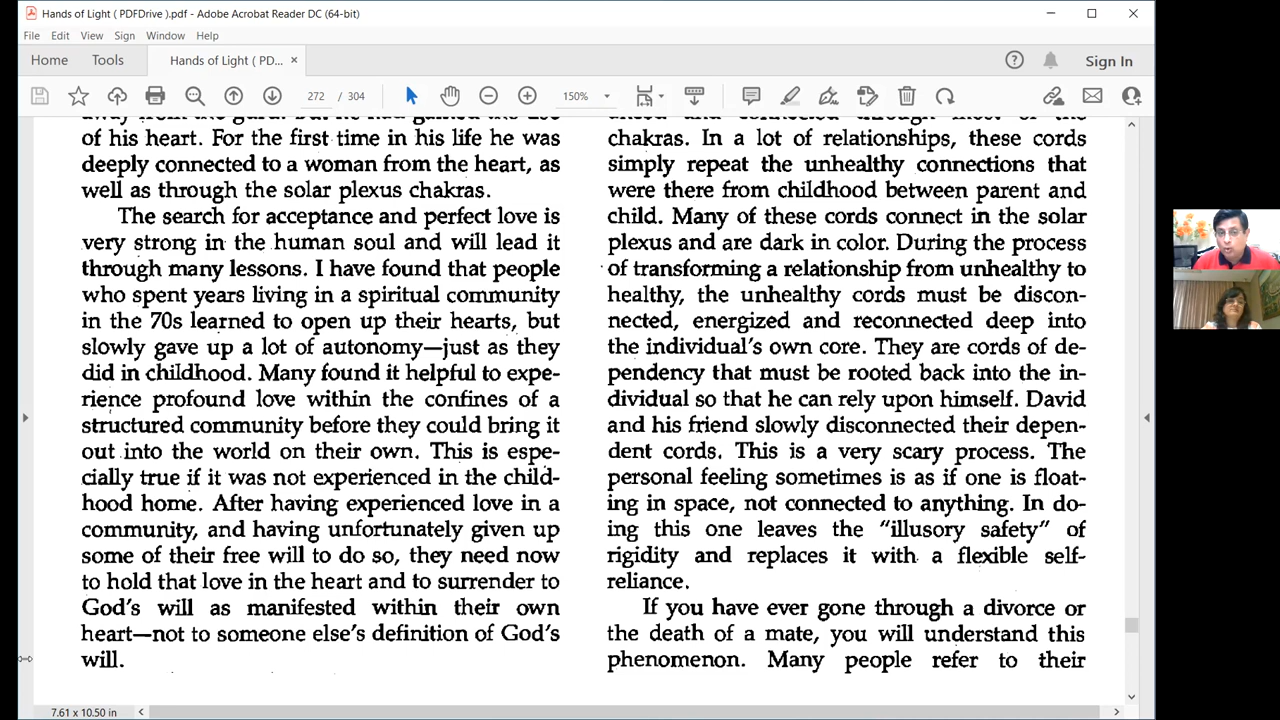 Hands of Light ( PDFDrive ).pdf - Adobe Acrobat Reader DC (64-bit)
File Edit View Sign Window Help
Home Tools Hands of Light ( PD... × Sign In
272 / 304 150%
of his heart. For the first time in his life he was
deeply connected to a woman from the heart, as
well as through the solar plexus chakras.
The search for acceptance and perfect love is
very strong in the human soul and will lead it
through many lessons. I have found that people
who spent years living in a spiritual community
in the 70s learned to open up their hearts, but
slowly gave up a lot of autonomy—just as they
did in childhood. Many found it helpful to expe-
rience profound love within the confines of a
structured community before they could bring it
out into the world on their own. This is espe-
cially true if it was not experienced in the child-
hood home. After having experienced love in a
community, and having unfortunately given up
some of their free will to do so, they need now
to hold that love in the heart and to surrender to
God's will as manifested within their own
heart—not to someone else's definition of God's
will.
chakras. In a lot of relationships, these cords
simply repeat the unhealthy connections that
were there from childhood between parent and
child. Many of these cords connect in the solar
plexus and are dark in color. During the process
of transforming a relationship from unhealthy to
healthy, the unhealthy cords must be discon-
nected, energized and reconnected deep into
the individual's own core. They are cords of de-
pendency that must be rooted back into the in-
dividual so that he can rely upon himself. David
and his friend slowly disconnected their depen-
dent cords. This is a very scary process. The
personal feeling sometimes is as if one is float-
ing in space, not connected to anything. In do-
ing this one leaves the "illusory safety" of
rigidity and replaces it with a flexible self-
reliance.
If you have ever gone through a divorce or
the death of a mate, you will understand this
phenomenon. Many people refer to their
7.61 x 10.50 in